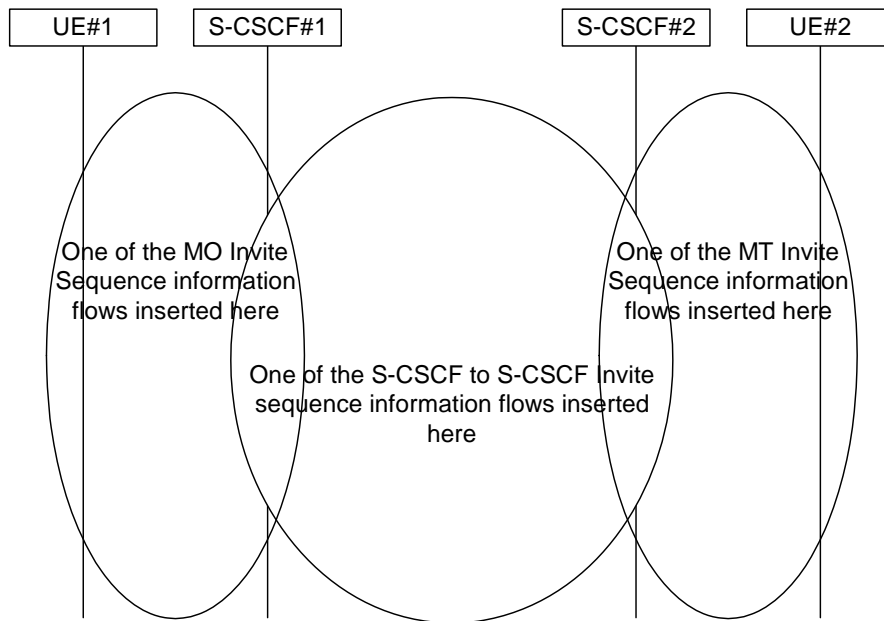 UE#1
S-CSCF#1
S-CSCF#2
UE#2
One of the MO Invite
Sequence information
flows inserted here
One of the MT Invite
Sequence information
flows inserted here
One of the S-CSCF to S-CSCF Invite
sequence information flows inserted
here